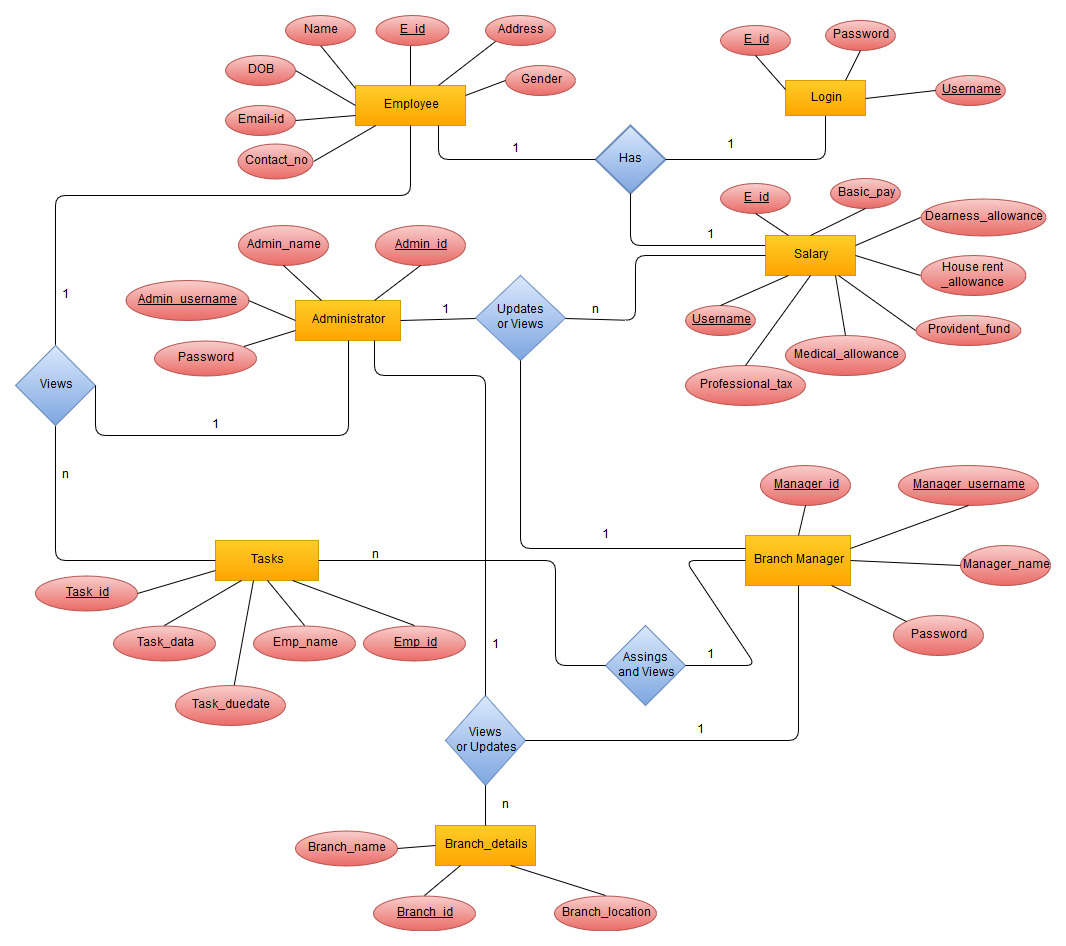 Name
E_id
Address
DOB
Gender
Employee
Email-id
Contact_no
E_id
Password
Login
Username
1
Has
1
1
E_id
Basic_pay
Dearness_allowance
Salary
House rent
_allowance
Username
Provident_fund
Medical_allowance
Professional_tax
Admin_name
Admin_id
Admin_username
Administrator
Password
1
Updates
or Views
n
1
Views
1
n
1
Manager_id
Manager_username
Branch Manager
Manager_name
Password
Tasks
n
Task_id
Task_data
Emp_name
Emp_id
Task_duedate
1
Assings
and Views
1
Views
or Updates
1
n
Branch_name
Branch_details
Branch_id
Branch_location